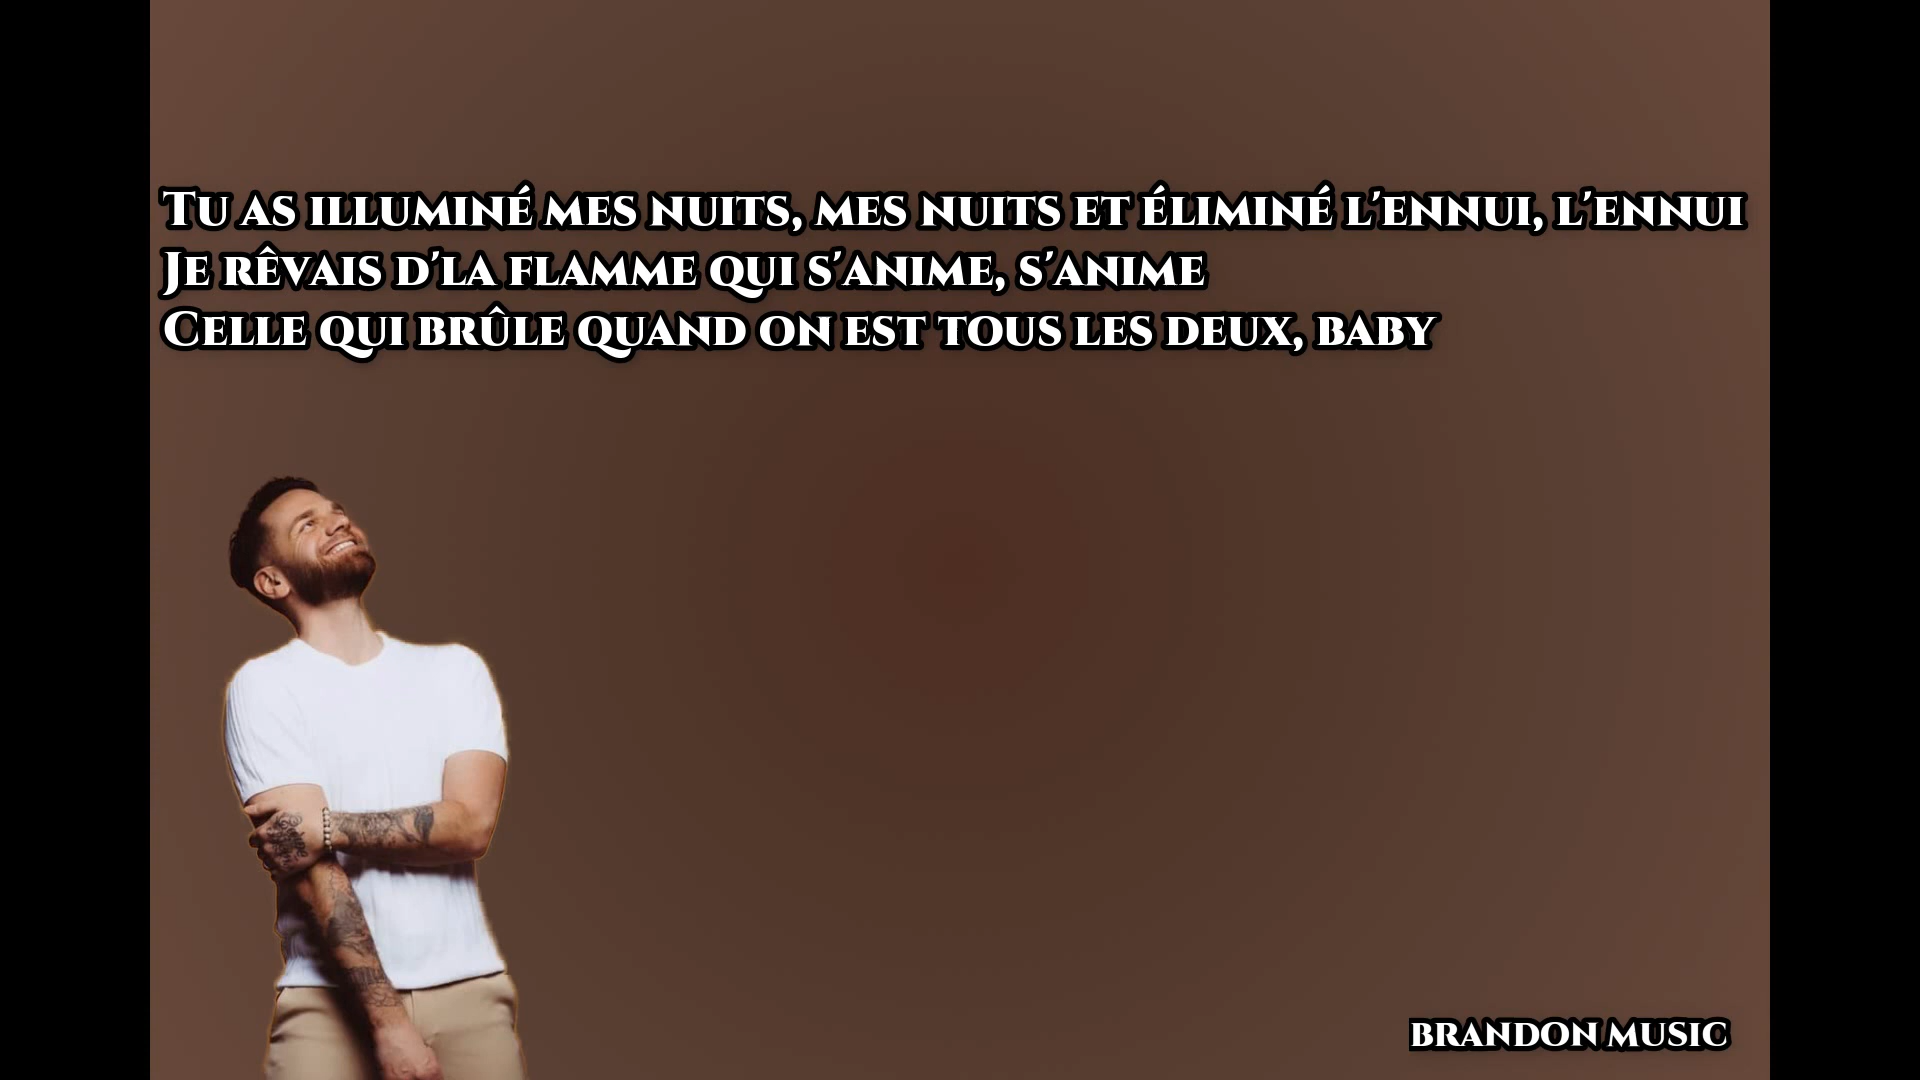 Tu as illuminé mes nuits, mes nuits et éliminé l'ennui, l'ennui
Je rêvais d'la flamme qui s'anime, s'anime
Celle qui brûle quand on est tous les deux, baby
BRANDON MUSIC